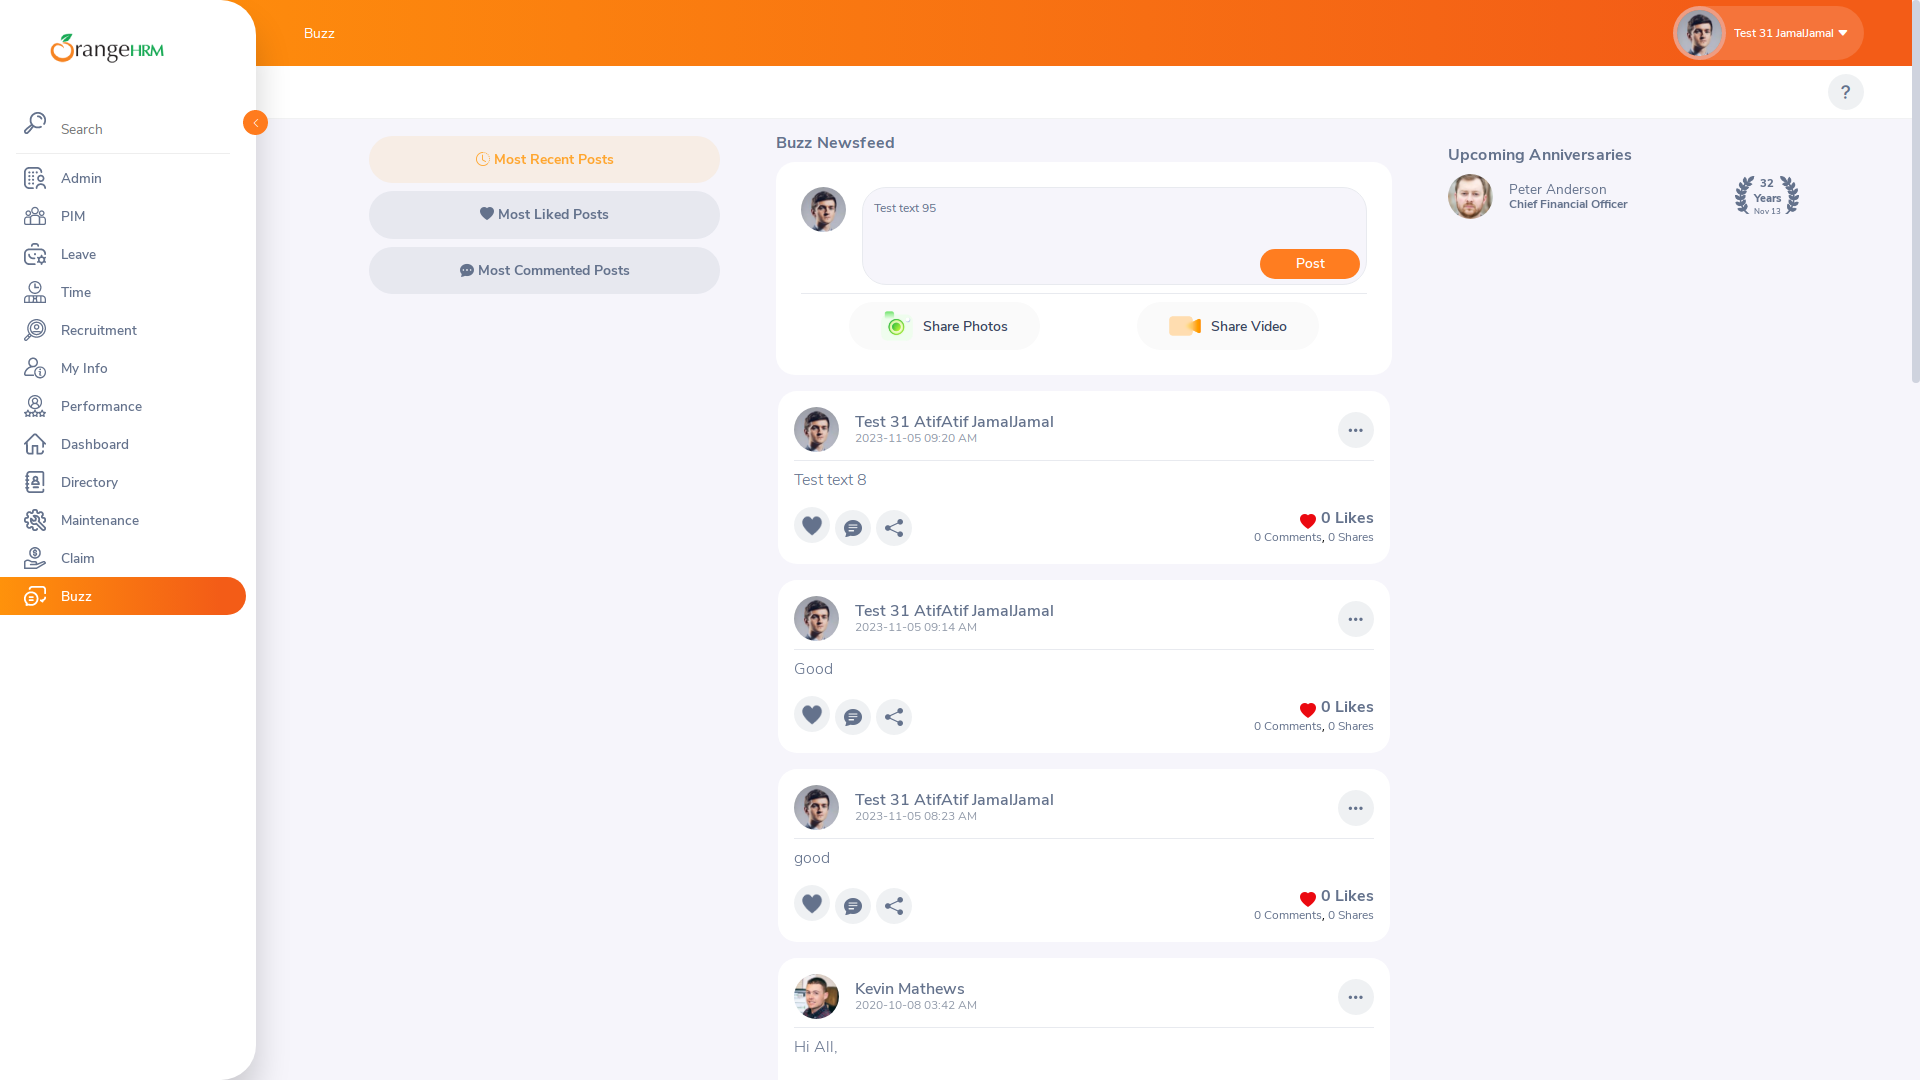 OrangeHRM
Search
Admin
PIM
Leave
Time
Recruitment
My Info
Performance
Dashboard
Directory
Maintenance
Claim
Buzz
Buzz
Test 31 JamalJamal
?
Most Recent Posts
Most Liked Posts
Most Commented Posts
Buzz Newsfeed
Test text 95
Post
Share Photos
Share Video
Test 31 AtifAtif JamalJamal
2023-11-05 09:20 AM
Test text 8
0 Likes
0 Comments, 0 Shares
Test 31 AtifAtif JamalJamal
2023-11-05 09:14 AM
Good
0 Likes
0 Comments, 0 Shares
Test 31 AtifAtif JamalJamal
2023-11-05 08:23 AM
good
0 Likes
0 Comments, 0 Shares
Kevin Mathews
2020-10-08 03:42 AM
Hi All,
Upcoming Anniversaries
Peter Anderson
Chief Financial Officer
32
Years
Nov 13